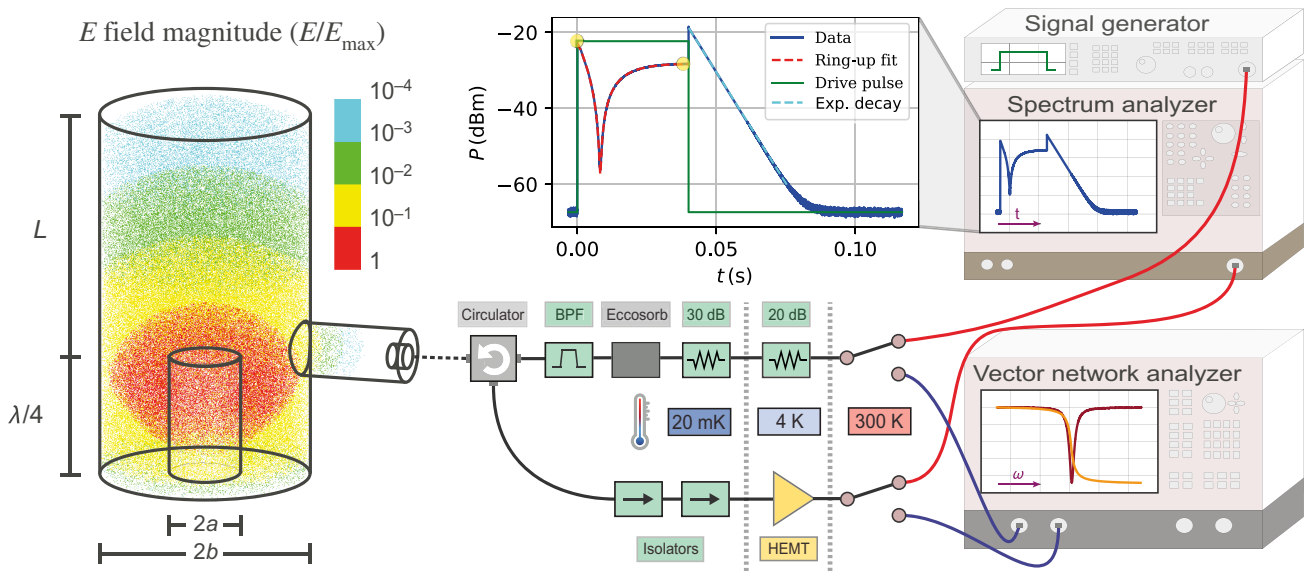 E field magnitude (E/E_max)
10⁻⁴
10⁻³
10⁻²
10⁻¹
1
L
λ/4
2a
2b
P (dBm)
−20
−40
−60
0.00
0.05
0.10
t (s)
Data
Ring-up fit
Drive pulse
Exp. decay
Signal generator
Spectrum analyzer
t
Circulator
BPF
Eccosorb
30 dB
20 dB
20 mK
4 K
300 K
Isolators
HEMT
Vector network analyzer
ω